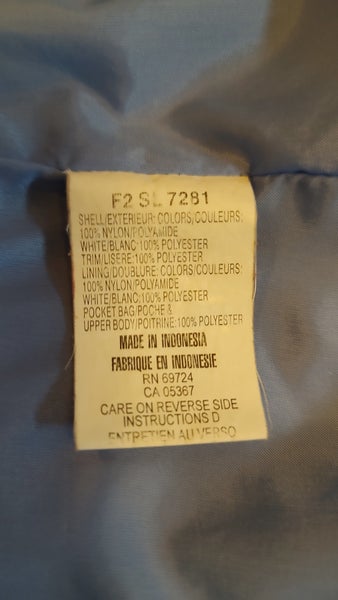 F2 SL 7281
SHELL/EXTERIEUR: COLORS/COULEURS:
100% NYLON/POLYAMIDE
WHITE/BLANC:100% POLYESTER
TRIM/LISERE:100% POLYESTER
LINING/DOUBLURE: COLORS/COULEURS:
100% NYLON/POLYAMIDE
WHITE/BLANC:100% POLYESTER
POCKET BAG/POCHE &
UPPER BODY/POITRINE:100% POLYESTER
MADE IN INDONESIA
FABRIQUE EN INDONESIE
RN 69724
CA 05367
CARE ON REVERSE SIDE
INSTRUCTIONS D
ENTRETIEN AU VERSO